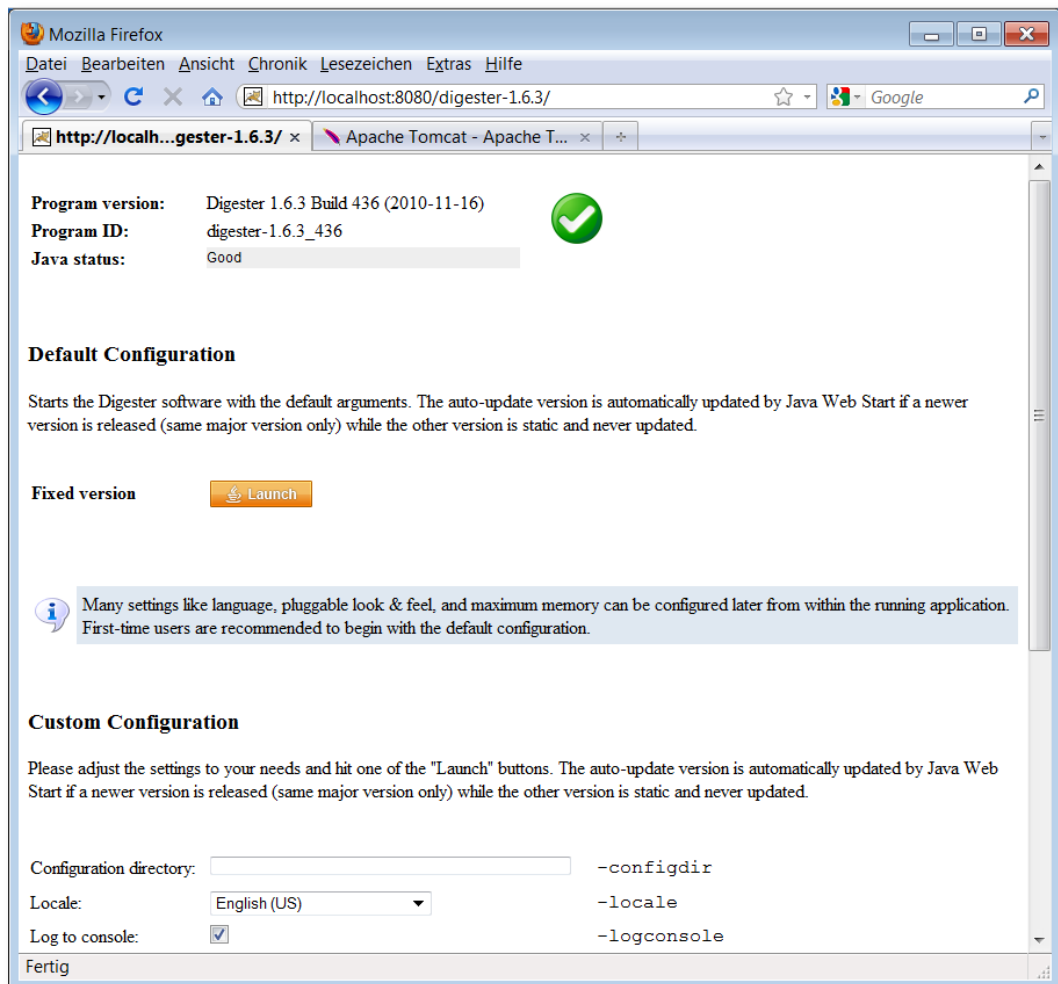 Mozilla Firefox
Datei Bearbeiten Ansicht Chronik Lesezeichen Extras Hilfe
http://localhost:8080/digester-1.6.3/
Google
http://localh...gester-1.6.3/
Apache Tomcat - Apache T...
Program version: Digester 1.6.3 Build 436 (2010-11-16)
Program ID: digester-1.6.3_436
Java status: Good
Default Configuration
Starts the Digester software with the default arguments. The auto-update version is automatically updated by Java Web Start if a newer
version is released (same major version only) while the other version is static and never updated.
Fixed version Launch
Many settings like language, pluggable look & feel, and maximum memory can be configured later from within the running application.
First-time users are recommended to begin with the default configuration.
Custom Configuration
Please adjust the settings to your needs and hit one of the "Launch" buttons. The auto-update version is automatically updated by Java Web
Start if a newer version is released (same major version only) while the other version is static and never updated.
Configuration directory: -configdir
Locale: English (US) -locale
Log to console: -logconsole
Fertig